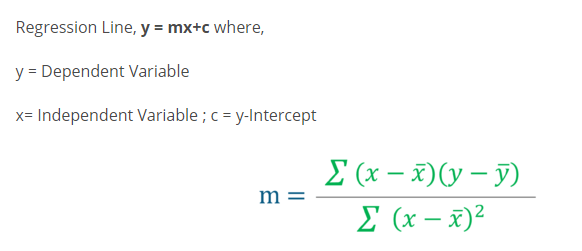 Regression Line, y = mx+c where,
y = Dependent Variable
x= Independent Variable ; c = y-Intercept
m = Σ (x − x̄)(y − ȳ)
Σ (x − x̄)²